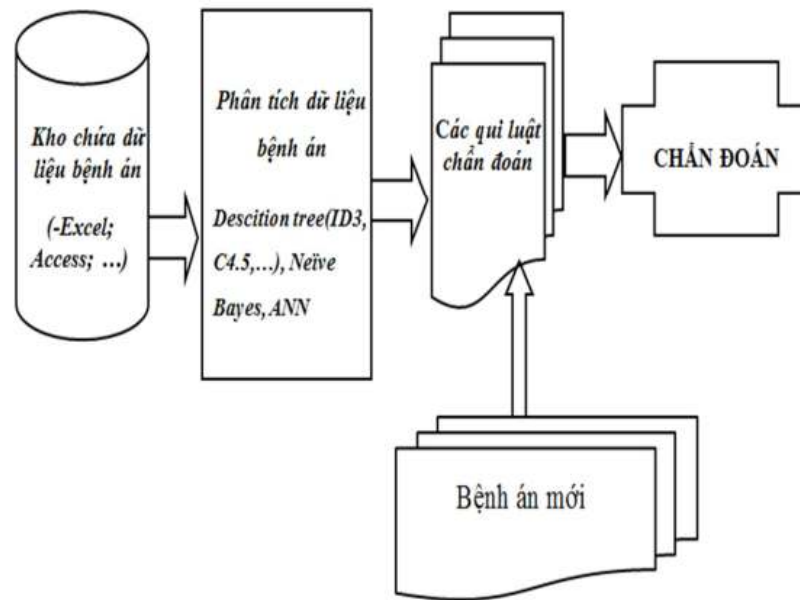 Kho chứa dữ
liệu bệnh án
(-Excel;
Access; ...)
Phân tích dữ liệu
bệnh án
Descition tree(ID3,
C4.5,...), Neïve
Bayes, ANN
Các qui luật
chẩn đoán
CHẨN ĐOÁN
Bệnh án mới